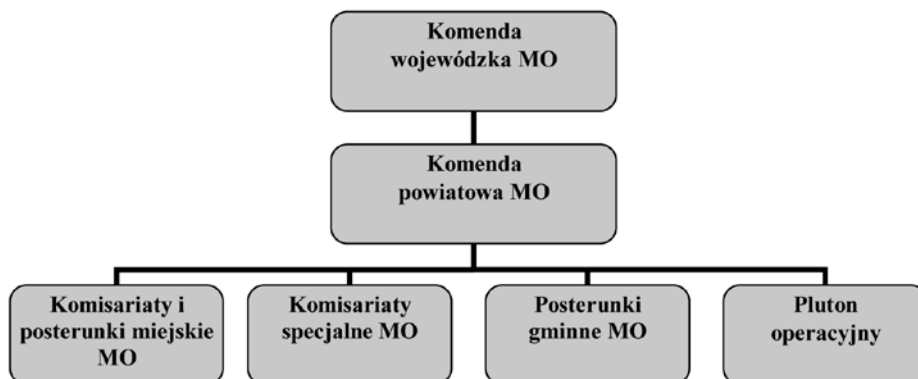 Komenda
wojewódzka MO
Komenda
powiatowa MO
Komisariaty i
posterunki miejskie
MO
Komisariaty
specjalne MO
Posterunki
gminne MO
Pluton
operacyjny